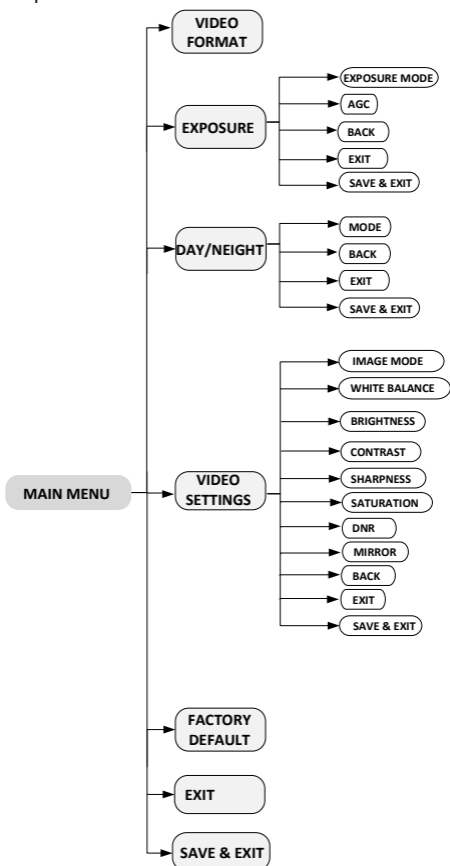 VIDEO
FORMAT
EXPOSURE
EXPOSURE MODE
AGC
BACK
EXIT
SAVE & EXIT
DAY/NEIGHT
MODE
BACK
EXIT
SAVE & EXIT
MAIN MENU
VIDEO
SETTINGS
IMAGE MODE
WHITE BALANCE
BRIGHTNESS
CONTRAST
SHARPNESS
SATURATION
DNR
MIRROR
BACK
EXIT
SAVE & EXIT
FACTORY
DEFAULT
EXIT
SAVE & EXIT